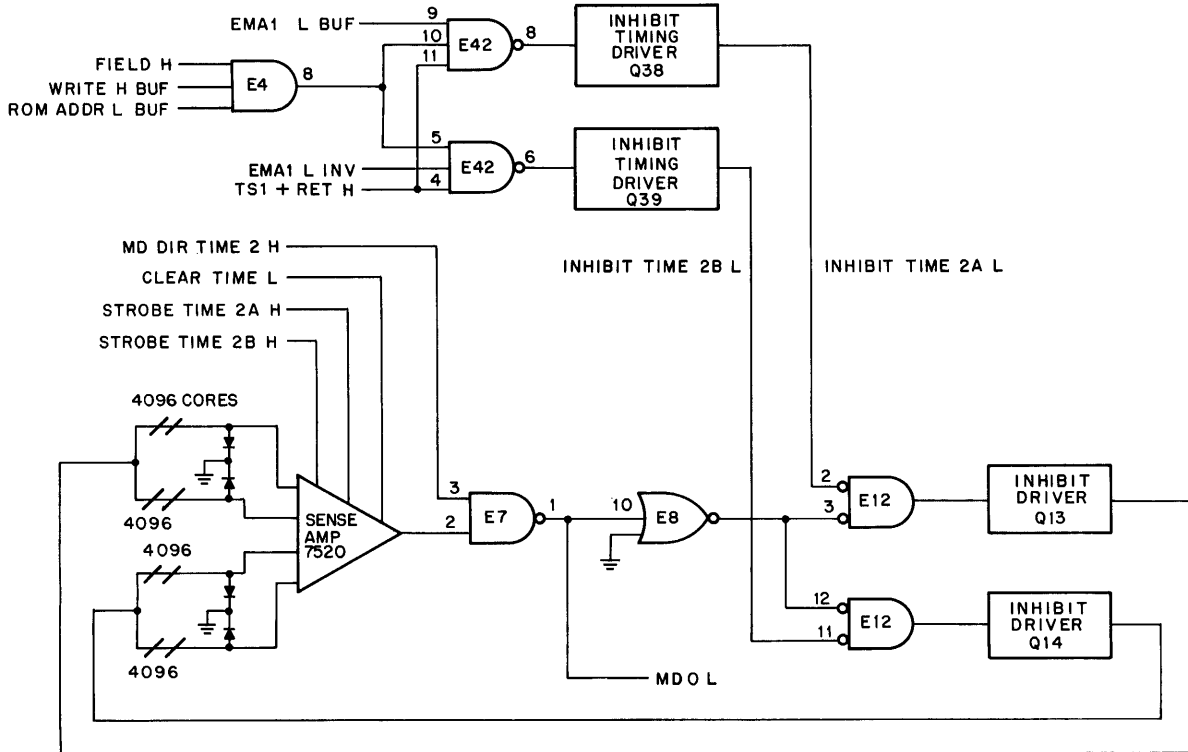 EMA1 L BUF
9
10
11
E42
8
INHIBIT
TIMING
DRIVER
Q38
FIELD H
WRITE H BUF
ROM ADDR L BUF
E4
8
5
EMA1 L INV
TS1 + RET H
4
E42
6
INHIBIT
TIMING
DRIVER
Q39
MD DIR TIME 2 H
CLEAR TIME L
STROBE TIME 2A H
STROBE TIME 2B H
INHIBIT TIME 2B L
INHIBIT TIME 2A L
4096 CORES
4096
4096
4096
SENSE
AMP
7520
3
2
E7
1
10
E8
2
3
E12
INHIBIT
DRIVER
Q13
12
11
E12
INHIBIT
DRIVER
Q14
MDO L